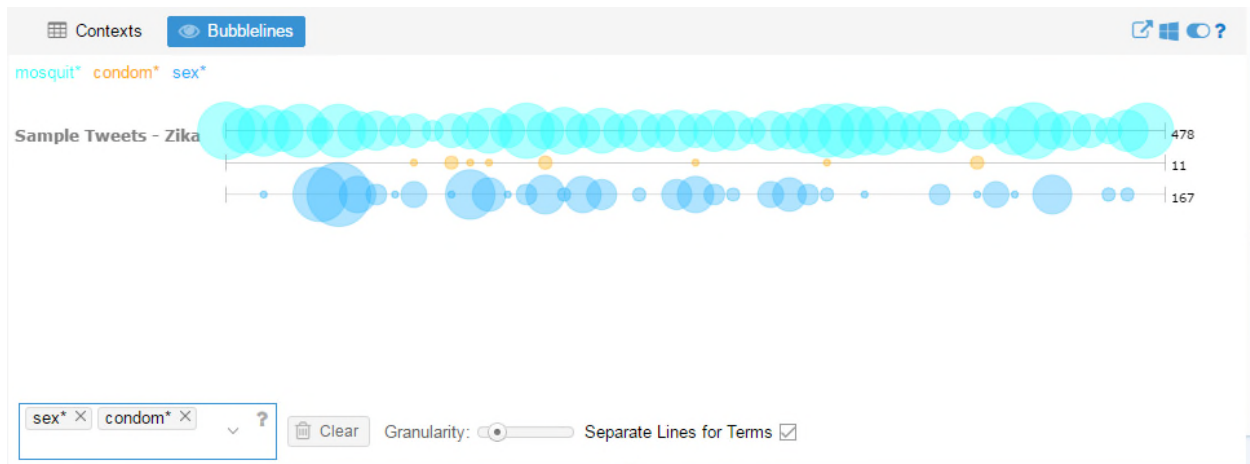 Contexts Bubblelines ?
mosquit* condom* sex*
Sample Tweets - Zika 478
11
167
sex* × condom* × ?
Clear Granularity: Separate Lines for Terms